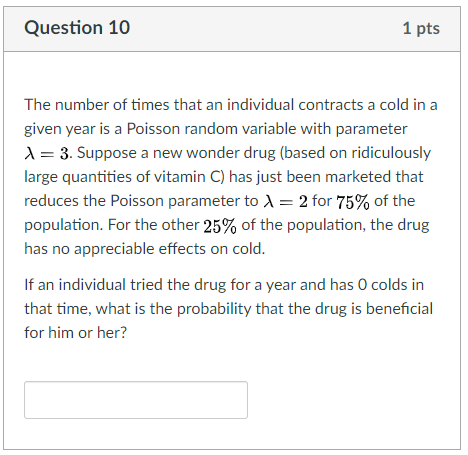 Question 10
1 pts
The number of times that an individual contracts a cold in a
given year is a Poisson random variable with parameter
λ = 3. Suppose a new wonder drug (based on ridiculously
large quantities of vitamin C) has just been marketed that
reduces the Poisson parameter to λ = 2 for 75% of the
population. For the other 25% of the population, the drug
has no appreciable effects on cold.
If an individual tried the drug for a year and has 0 colds in
that time, what is the probability that the drug is beneficial
for him or her?